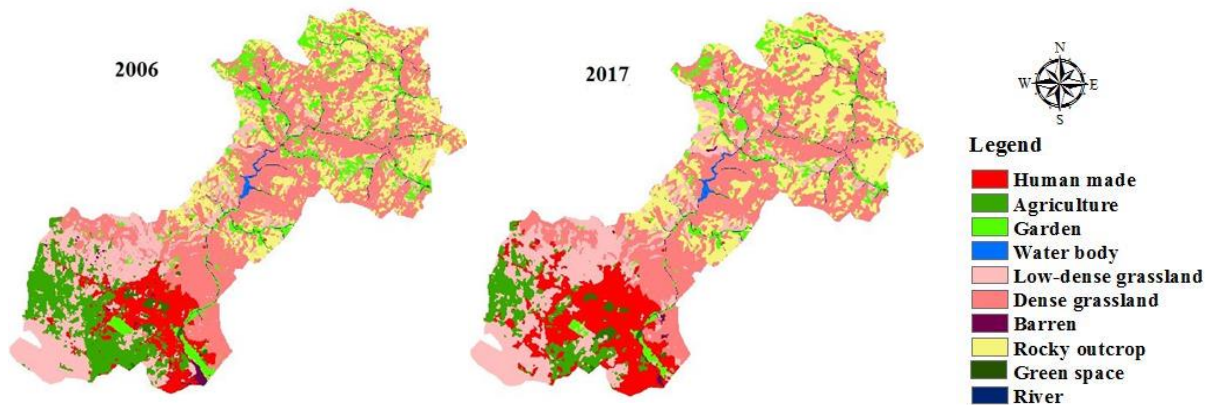 2006
2017
N
W E
S
Legend
Human made
Agriculture
Garden
Water body
Low-dense grassland
Dense grassland
Barren
Rocky outcrop
Green space
River